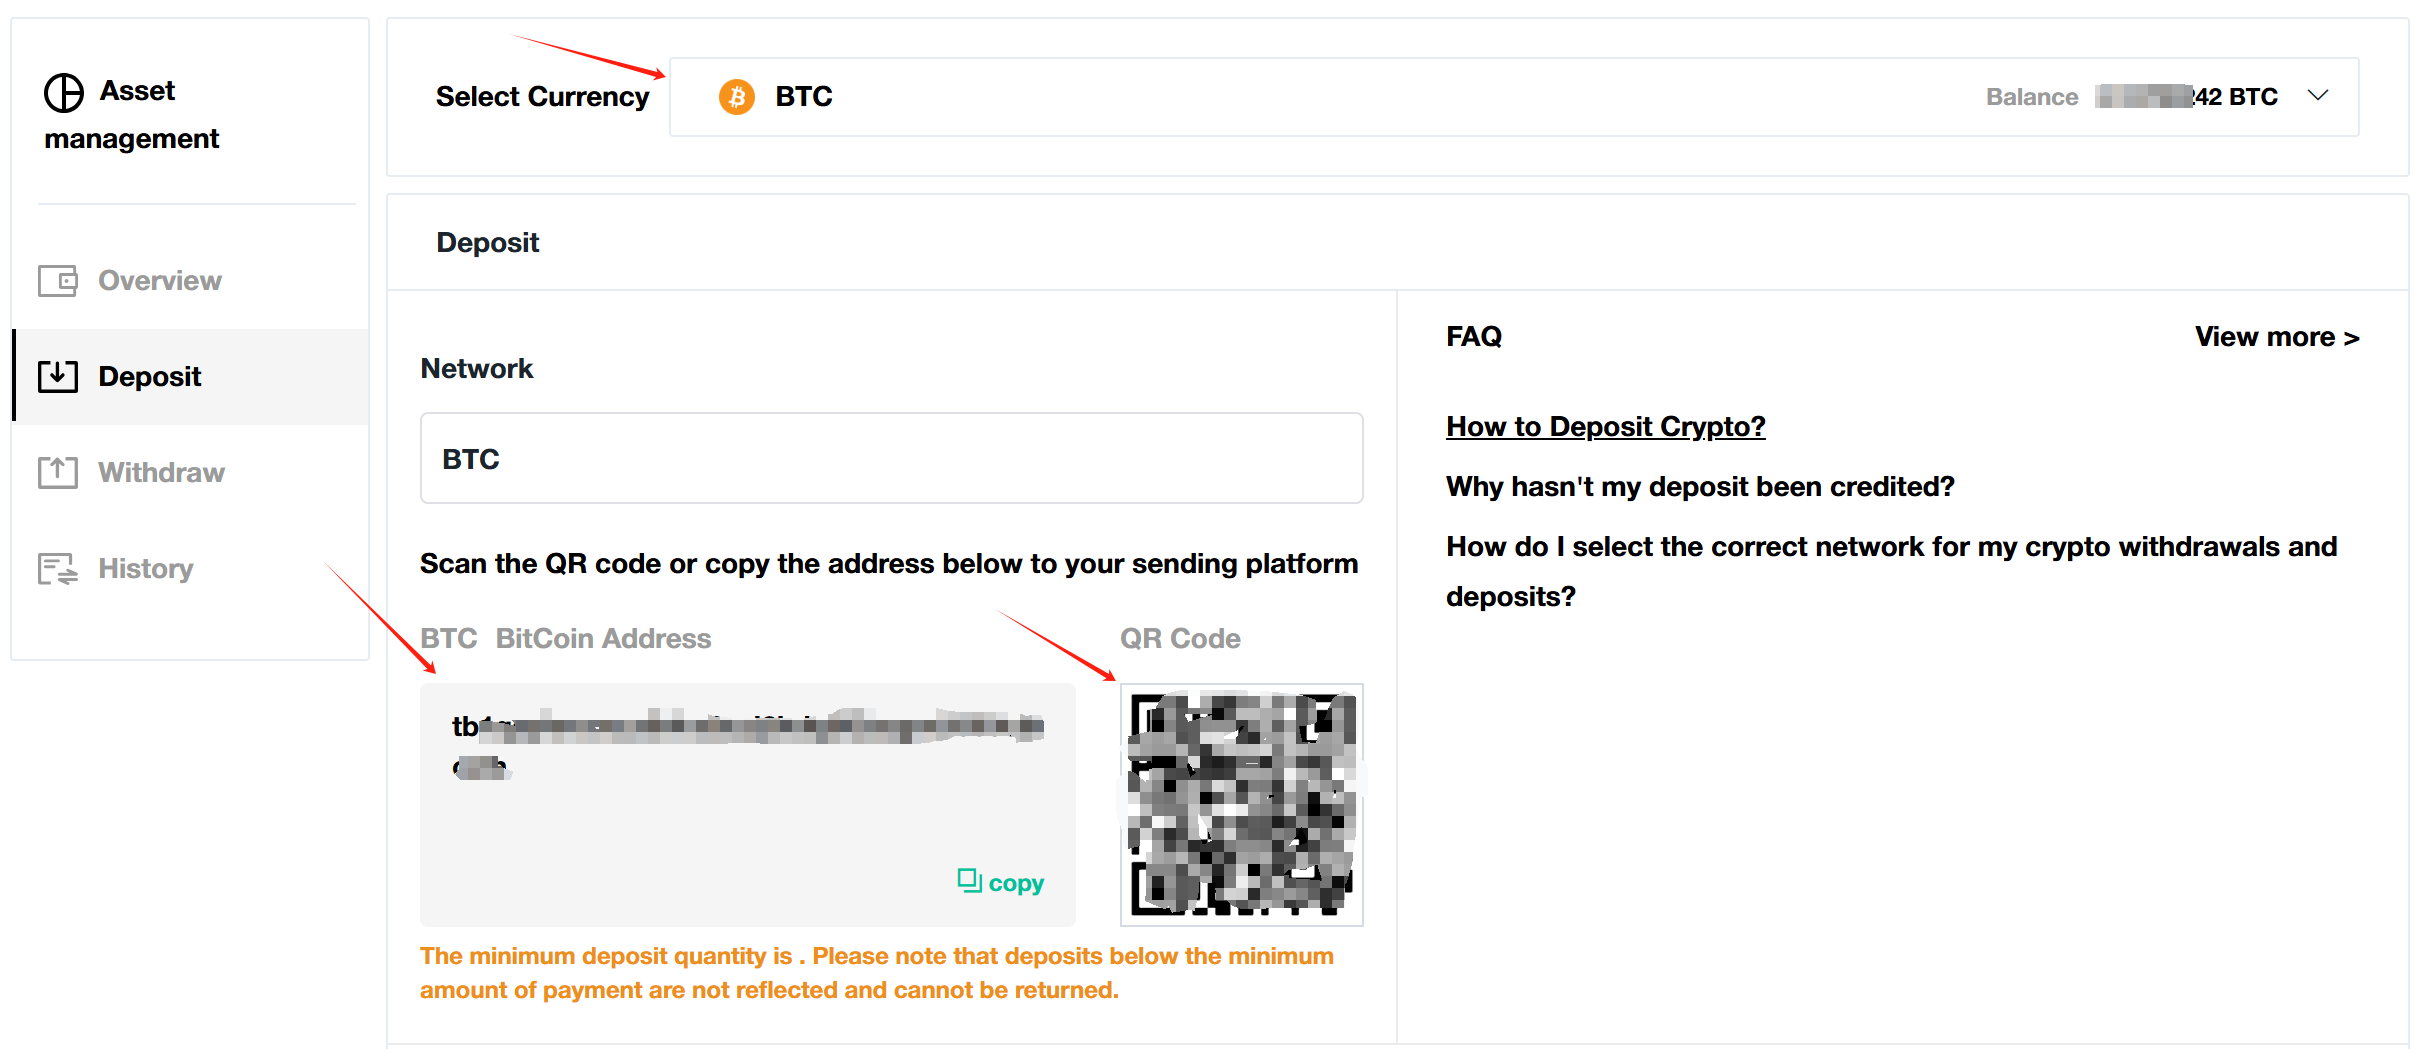 Asset
management
Overview
Deposit
Withdraw
History
Select Currency
BTC
Balance
242 BTC
Deposit
Network
BTC
Scan the QR code or copy the address below to your sending platform
BTC BitCoin Address
QR Code
copy
The minimum deposit quantity is . Please note that deposits below the minimum
amount of payment are not reflected and cannot be returned.
FAQ
View more >
How to Deposit Crypto?
Why hasn't my deposit been credited?
How do I select the correct network for my crypto withdrawals and
deposits?